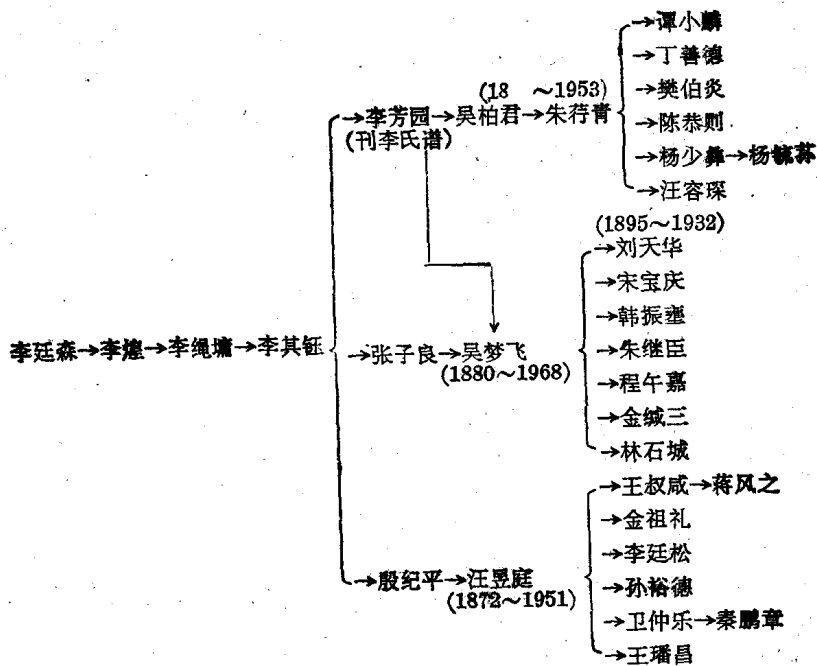 →谭小麟
→丁善德
(18 ～1953) →樊伯炎
→李芳园→吴柏君→朱荇青 →陈恭则
(刊李氏谱) →杨少彝→杨毓荪
→汪容琛
(1895～1932)
→刘天华
→宋宝庆
→韩振壅
李廷森→李煌→李绳墉→李其钰 →张子良→吴梦飞 →朱继臣
(1880～1968) →程午嘉
→金缄三
→林石城
→王叔咸→蒋风之
→金祖礼
→李廷松
→殷纪平→汪昱庭 →孙裕德
(1872～1951) →卫仲乐→秦鹏章
→王璠昌